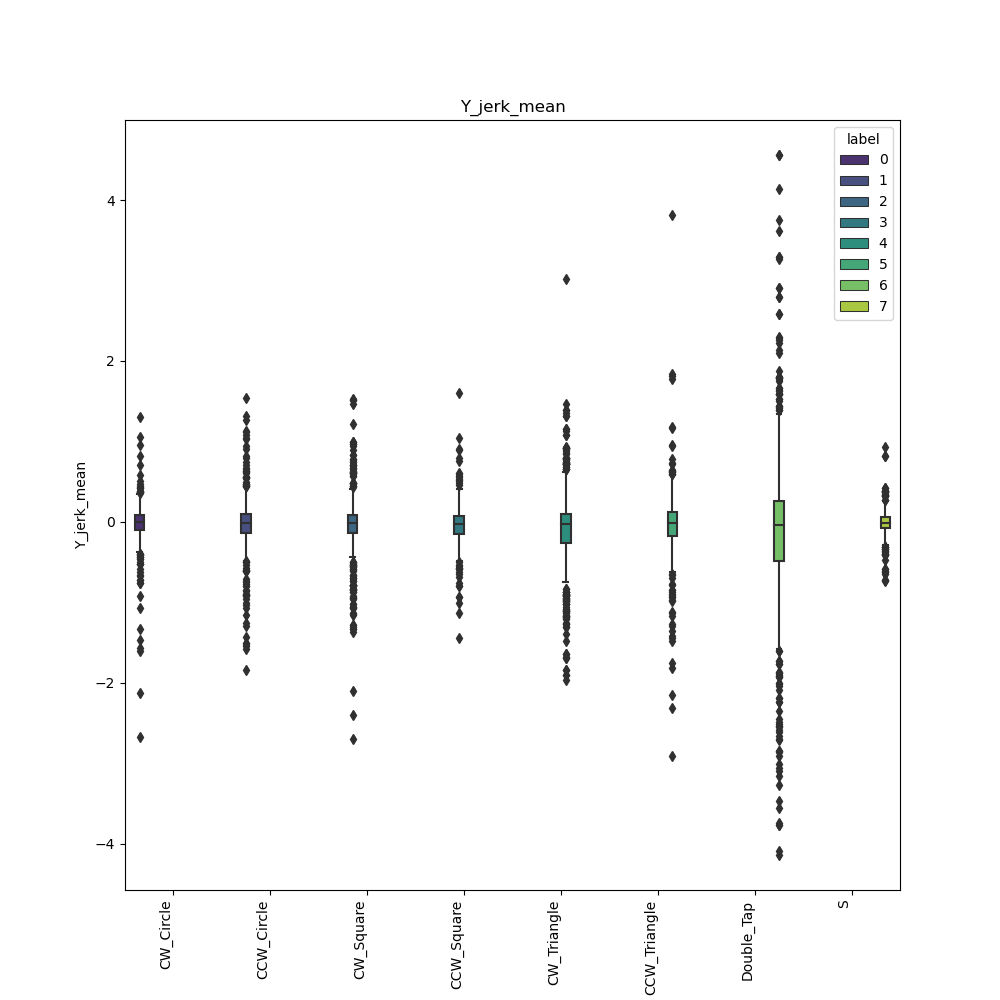 Y_jerk_mean
label
0
1
2
3
4
5
6
7
4
2
0
−2
−4
Y_jerk_mean
CW_Circle
CCW_Circle
CW_Square
CCW_Square
CW_Triangle
CCW_Triangle
Double_Tap
S